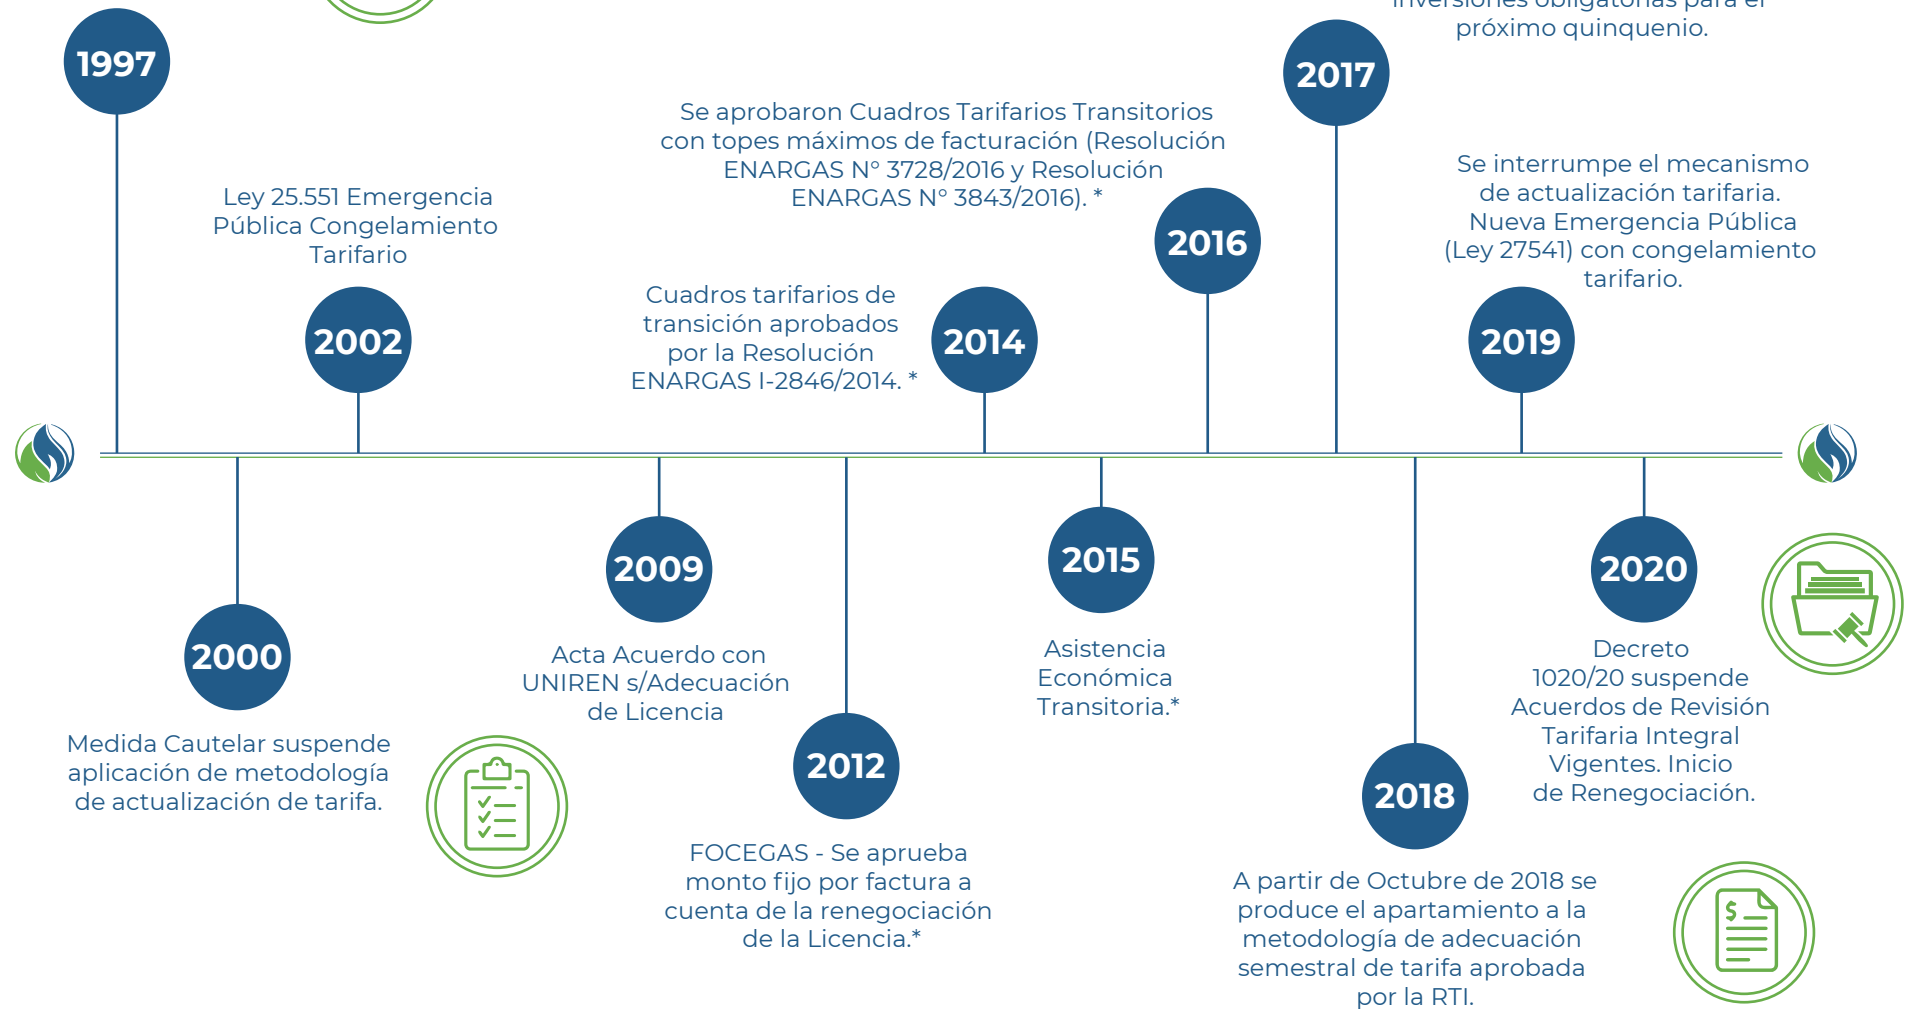 inversiones obligatorias para el
próximo quinquenio.
1997
2017
Se aprobaron Cuadros Tarifarios Transitorios
con topes máximos de facturación (Resolución
ENARGAS N° 3728/2016 y Resolución
ENARGAS N° 3843/2016). *
2016
Se interrumpe el mecanismo
de actualización tarifaria.
Nueva Emergencia Pública
(Ley 27541) con congelamiento
tarifario.
2019
Ley 25.551 Emergencia
Pública Congelamiento
Tarifario
2002
Cuadros tarifarios de
transición aprobados
por la Resolución
ENARGAS I-2846/2014. *
2014
2000
Medida Cautelar suspende
aplicación de metodología
de actualización de tarifa.
2009
Acta Acuerdo con
UNIREN s/Adecuación
de Licencia
2012
FOCEGAS - Se aprueba
monto fijo por factura a
cuenta de la renegociación
de la Licencia.*
2015
Asistencia
Económica
Transitoria.*
2018
A partir de Octubre de 2018 se
produce el apartamiento a la
metodología de adecuación
semestral de tarifa aprobada
por la RTI.
2020
Decreto
1020/20 suspende
Acuerdos de Revisión
Tarifaria Integral
Vigentes. Inicio
de Renegociación.
$